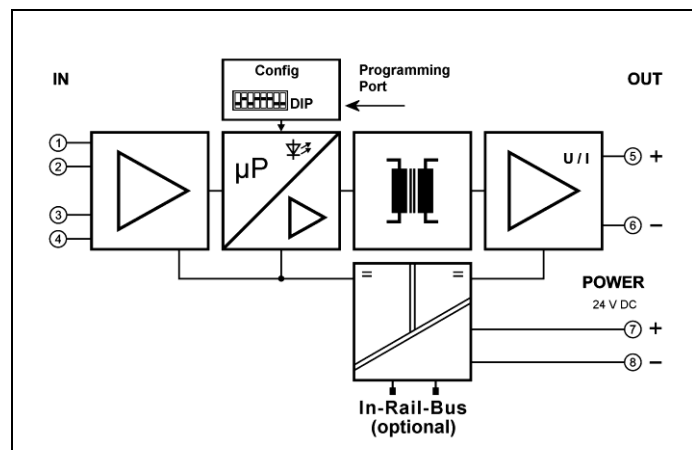 Config
Programming
Port
IN
OUT
DIP
1
2
3
4
µP
U / I
5 +
6 −
POWER
24 V DC
7 +
8 −
=
=
In-Rail-Bus
(optional)